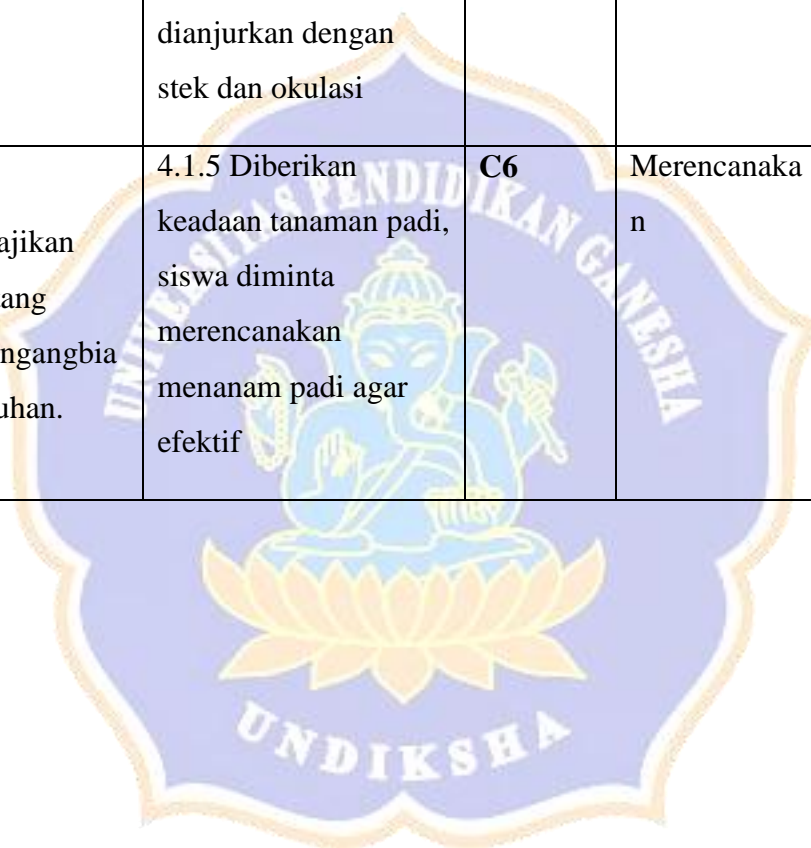 dianjurkan dengan
stek dan okulasi
ajikan
ang
ngangbia
uhan.
4.1.5 Diberikan
keadaan tanaman padi,
siswa diminta
merencanakan
menanam padi agar
efektif
C6
Merencanaka
n
UNIVERSITAS PENDIDIKAN GANESHA
UNDIKSHA